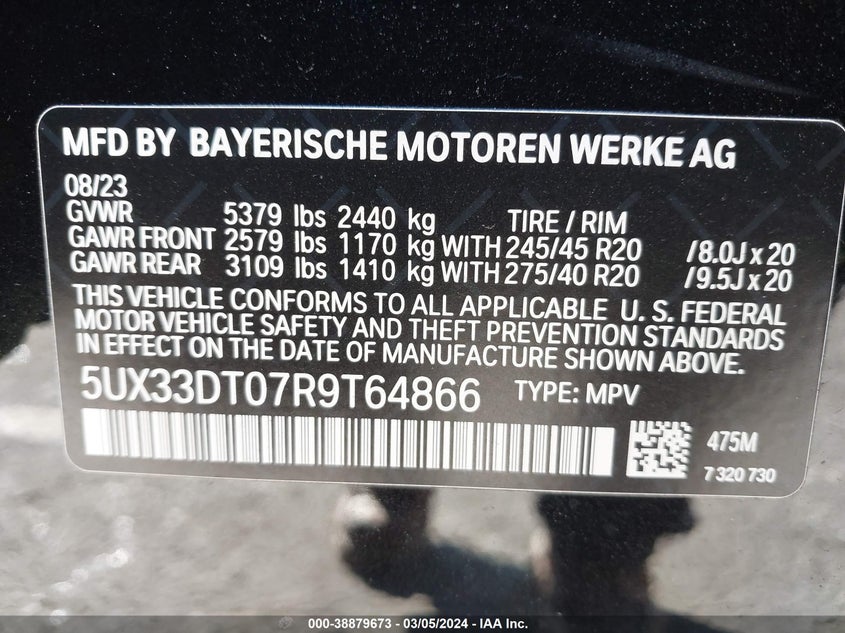 MFD BY BAYERISCHE MOTOREN WERKE AG
08/23
GVWR 5379 lbs 2440 kg TIRE / RIM
GAWR FRONT 2579 lbs 1170 kg WITH 245/45 R20 /8.0J x 20
GAWR REAR 3109 lbs 1410 kg WITH 275/40 R20 /9.5J x 20
THIS VEHICLE CONFORMS TO ALL APPLICABLE U. S. FEDERAL
MOTOR VEHICLE SAFETY AND THEFT PREVENTION STANDARDS
IN EFFECT ON THE DATE OF MANUFACTURE SHOWN ABOVE.
5UX33DT07R9T64866 TYPE: MPV
475M
7 320 730
000-38879673 - 03/05/2024 - IAA Inc.